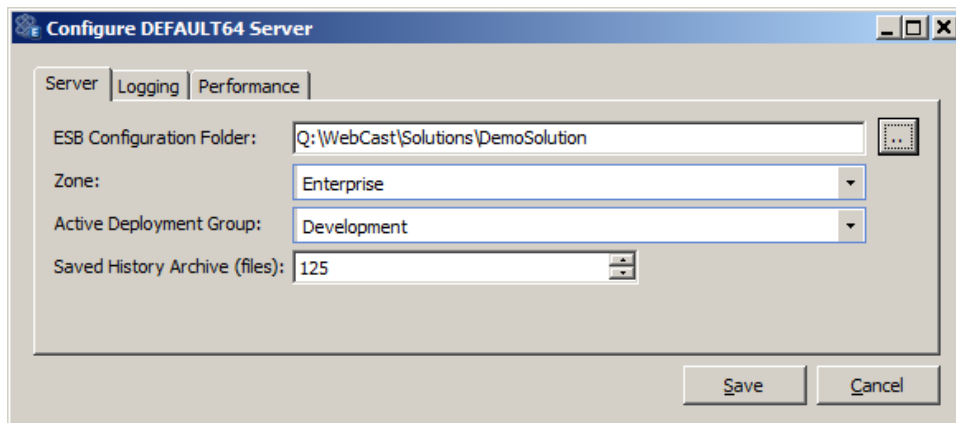 Configure DEFAULT64 Server
Server Logging Performance
ESB Configuration Folder: Q:\WebCast\Solutions\DemoSolution ..
Zone: Enterprise
Active Deployment Group: Development
Saved History Archive (files): 125
Save Cancel